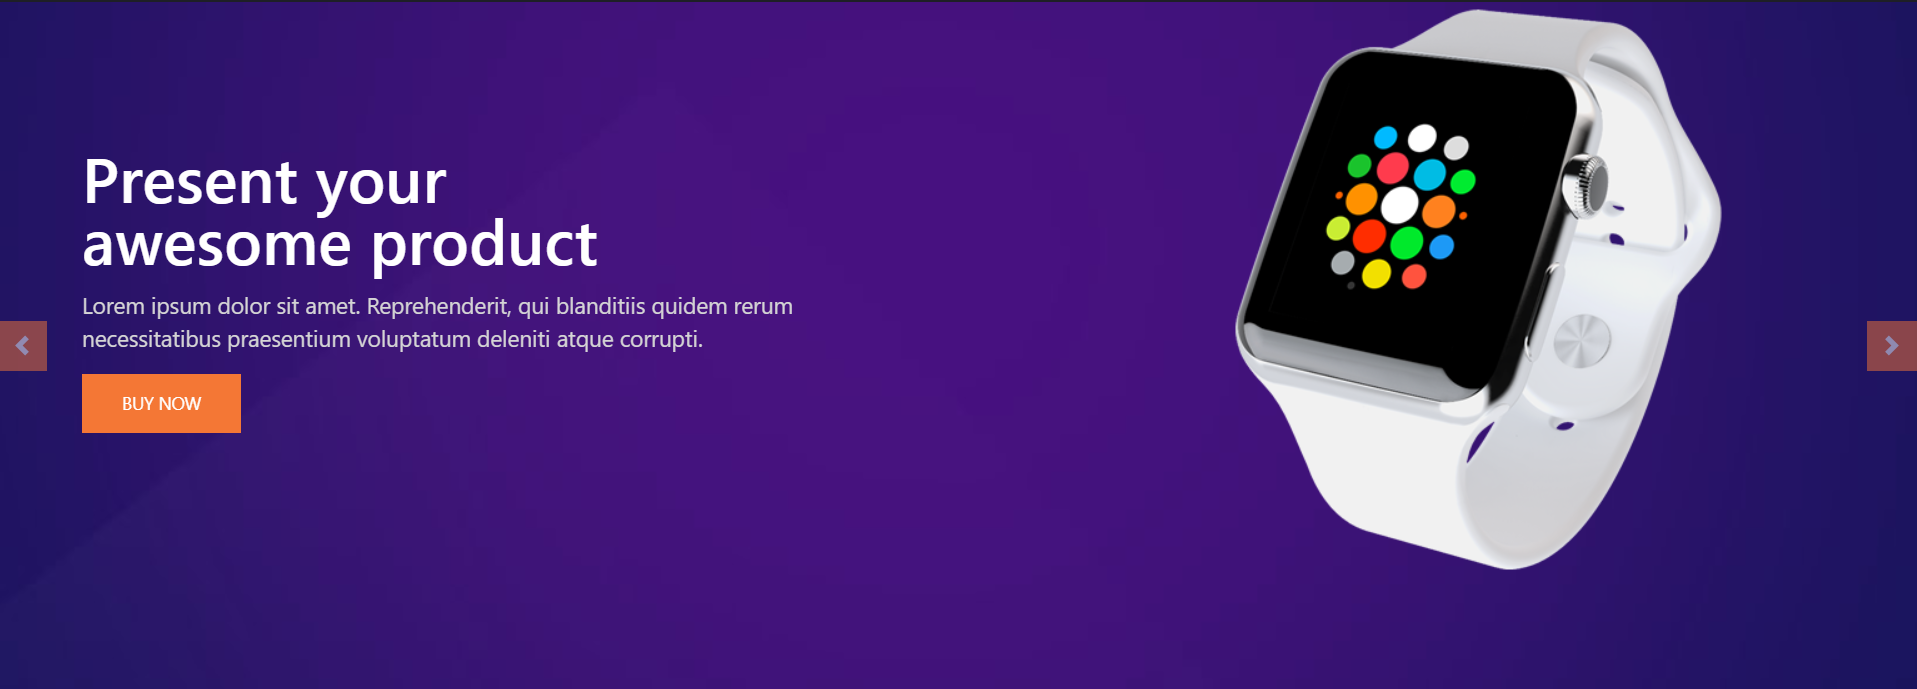 Present your
awesome product
Lorem ipsum dolor sit amet. Reprehenderit, qui blanditiis quidem rerum
necessitatibus praesentium voluptatum deleniti atque corrupti.
BUY NOW